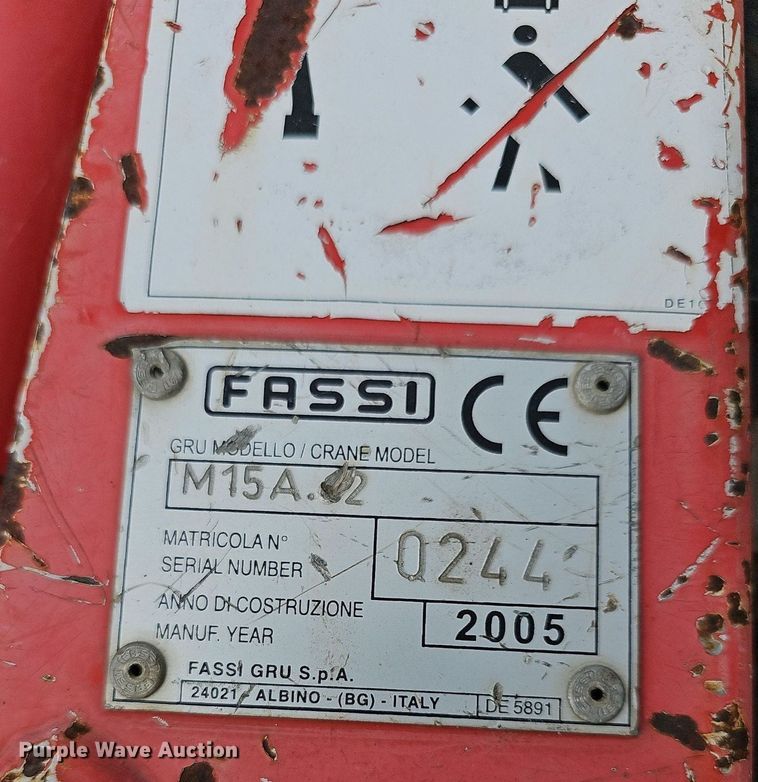 DE1
FASSI CE
GRU MODELLO / CRANE MODEL
M15A.
MATRICOLA N°
SERIAL NUMBER
0244
ANNO DI COSTRUZIONE
MANUF. YEAR
2005
FASSI GRU S.p.A.
24021 - ALBINO - (BG) - ITALY
DE 5891
Purple Wave Auction